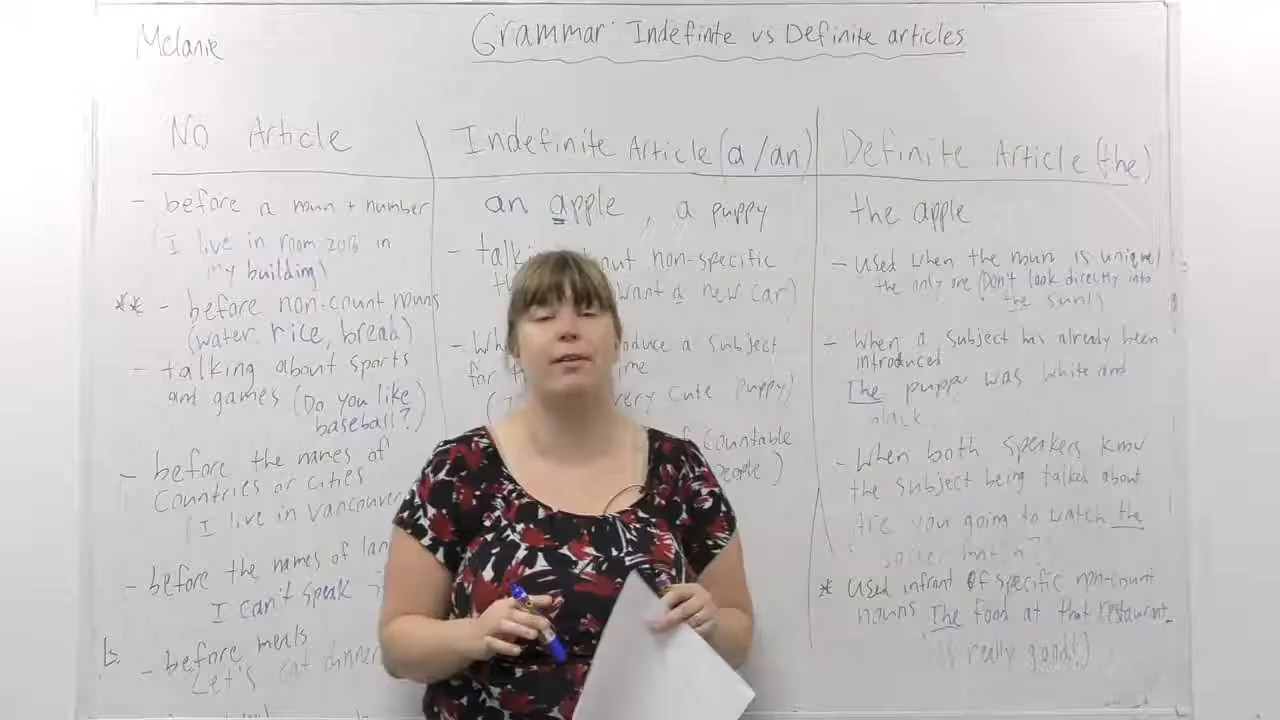 Melanie
Grammar: Indefinite vs Definite articles
No Article
- before a noun + number
(I live in room 203 in
my building)
** - before non-count nouns
(water, rice, bread)
- talking about sports
and games (Do you like
baseball?)
- before the names of
Countries or Cities
(I live in Vancouver
- before the names of
I can't speak
- before meals
Let's eat dinner
Indefinite Article (a/an)
an apple, a puppy
- non-specific
want a new car)
a subject
for
very cute puppy)
of Countable
Definite Article (the)
the apple
- Used when the noun is unique/
the only one (Don't look directly into
the sun!)
- When a subject has already been
introduced
The puppy was white and
black
- When both speakers know
the subject being talked about
Are you going to watch the
soccer match?
* Used infront of specific non-count
nouns The food at that restaurant
is really good!)